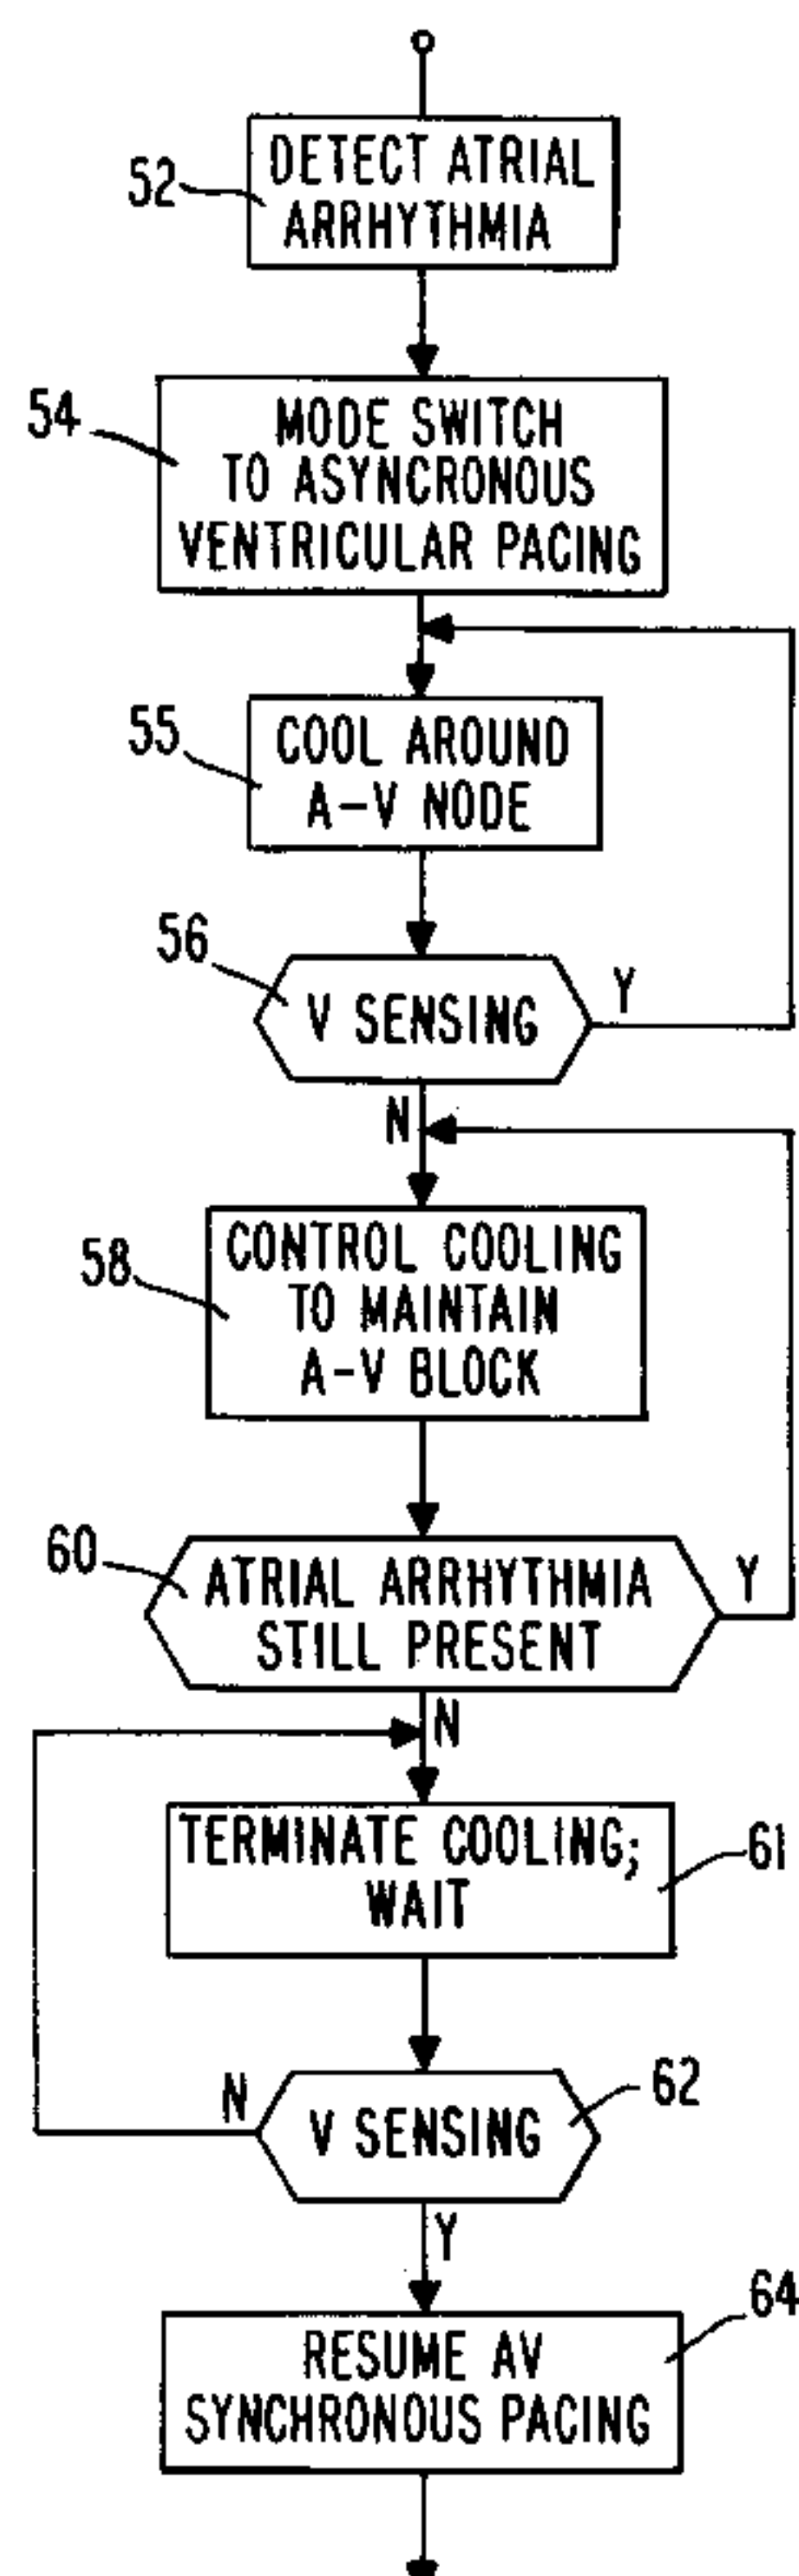 52
DETECT ATRIAL
ARRHYTHMIA
54
MODE SWITCH
TO ASYNCRONOUS
VENTRICULAR PACING
55
COOL AROUND
A-V NODE
56
V SENSING
Y
N
58
CONTROL COOLING
TO MAINTAIN
A-V BLOCK
60
ATRIAL ARRHYTHMIA
STILL PRESENT
Y
N
TERMINATE COOLING;
WAIT
61
N
V SENSING
62
Y
64
RESUME AV
SYNCHRONOUS PACING